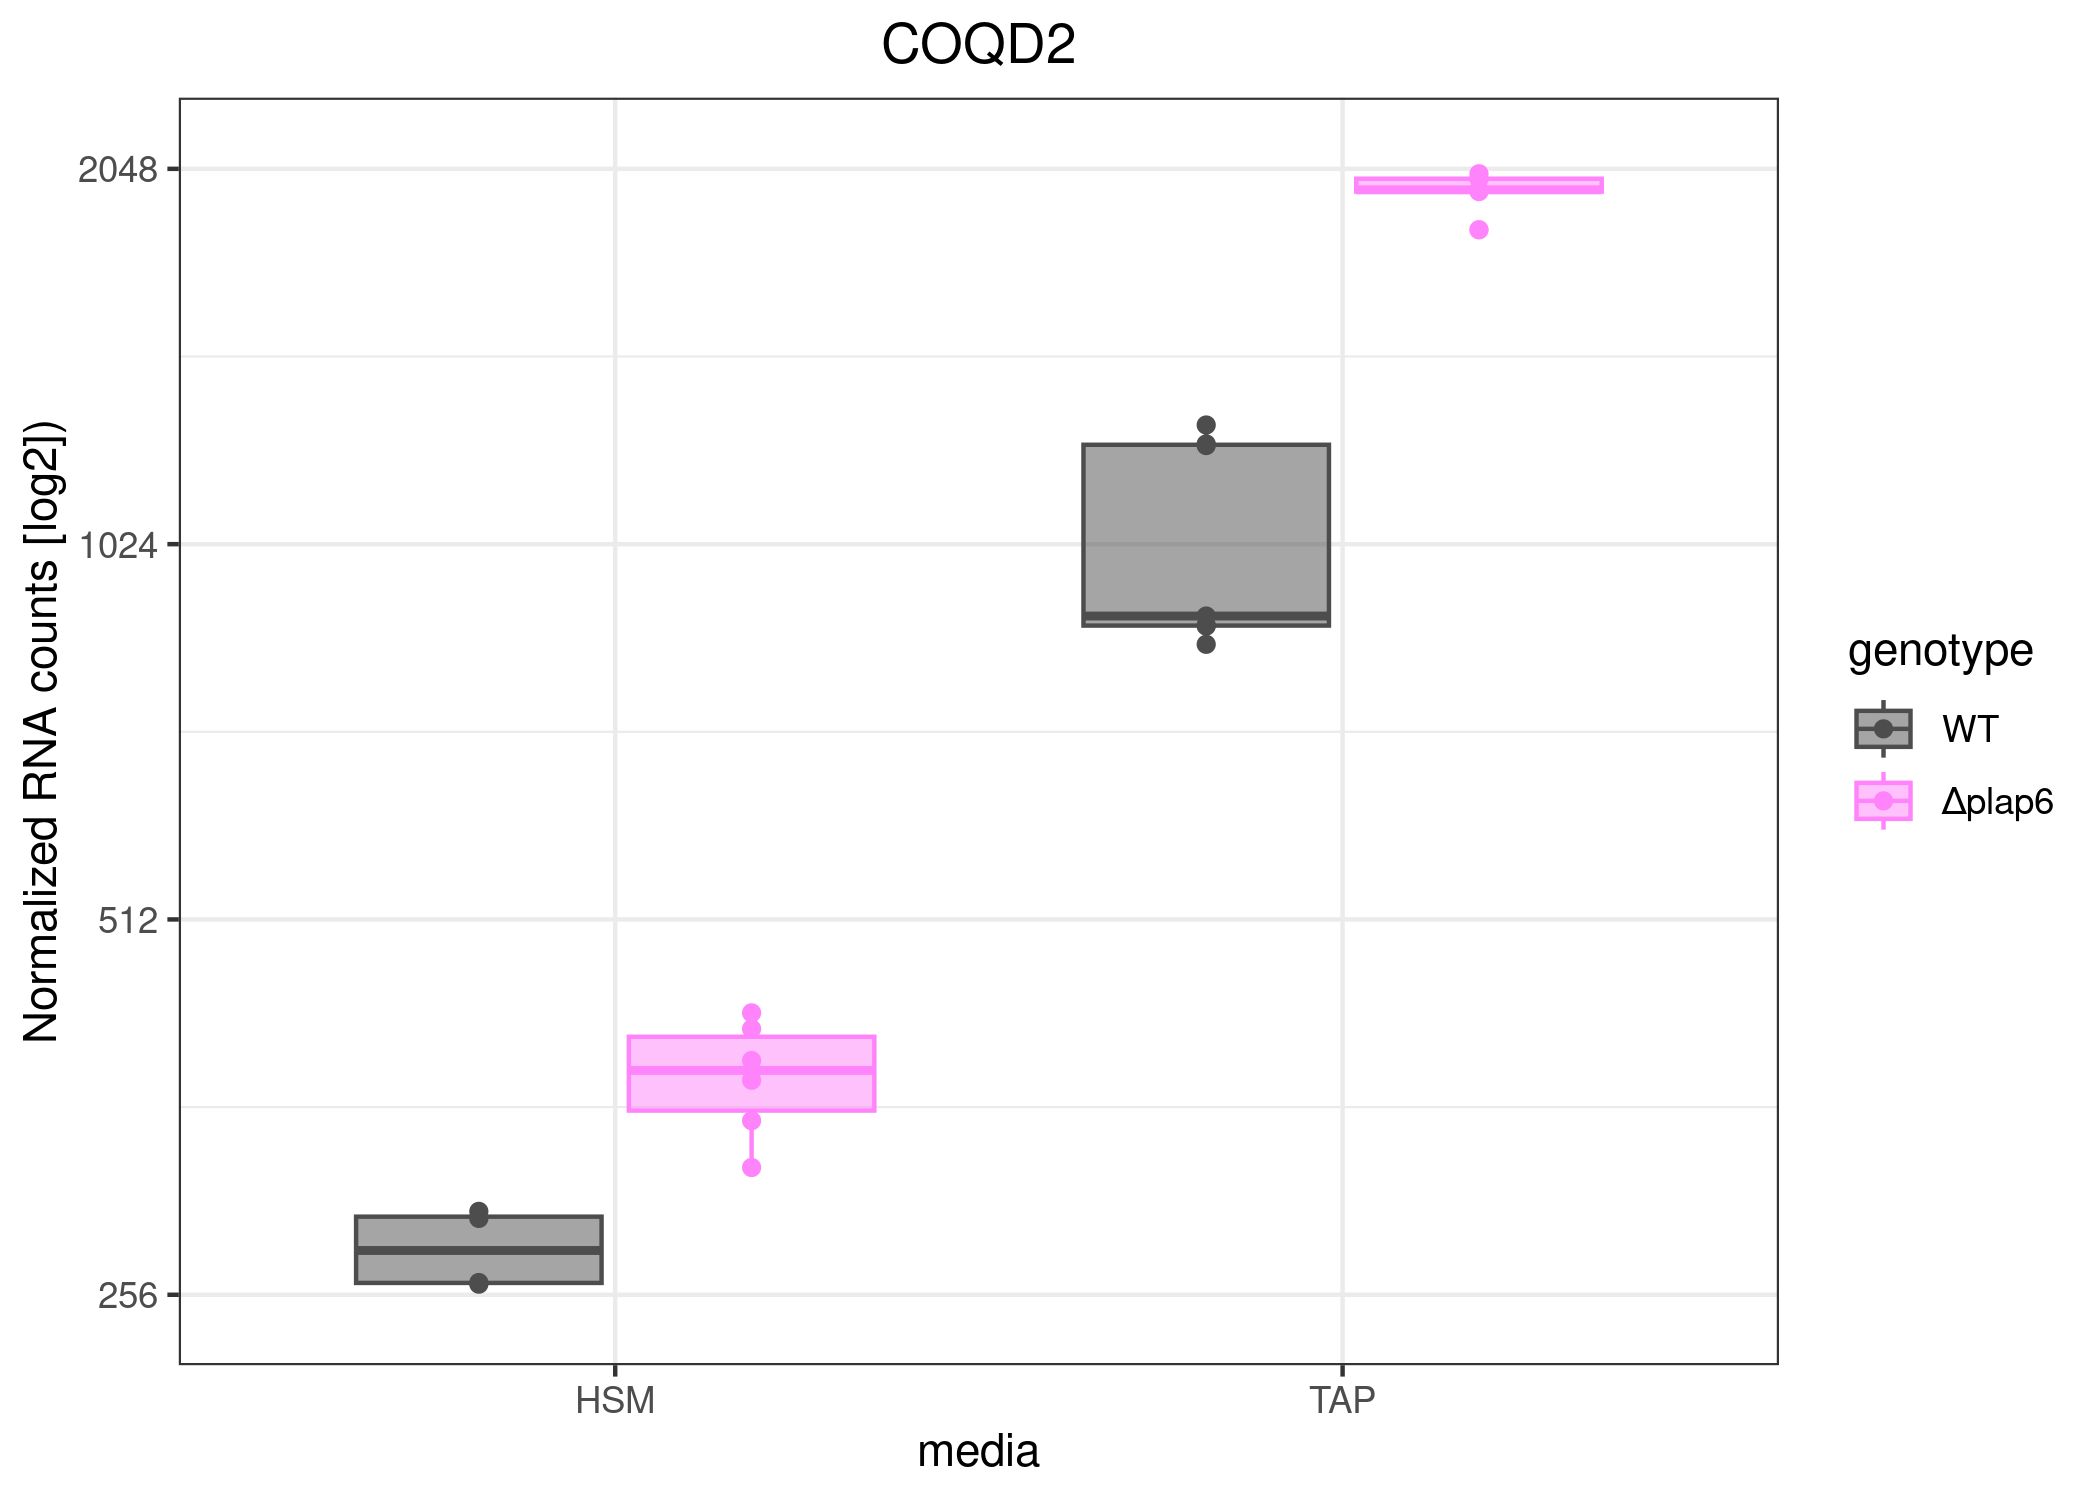 COQD2
Normalized RNA counts [log2])
2048
1024
512
256
HSM
TAP
media
genotype
WT
Δplap6